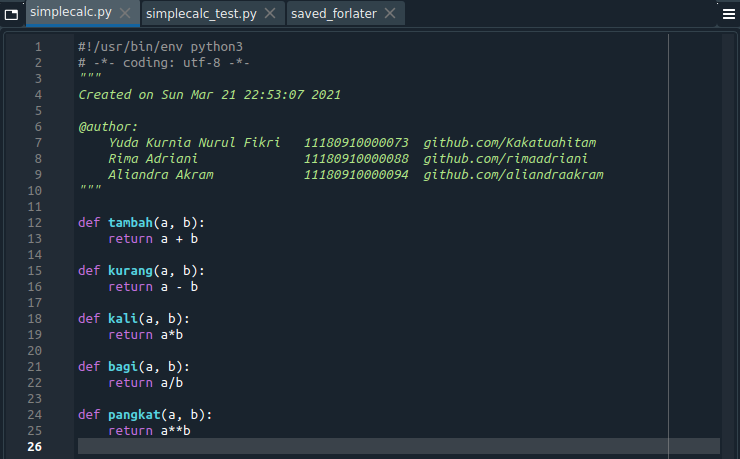 simplecalc.py simplecalc_test.py saved_forlater
1 #!/usr/bin/env python3
2 # -*- coding: utf-8 -*-
3 """
4 Created on Sun Mar 21 22:53:07 2021
5
6 @author:
7     Yuda Kurnia Nurul Fikri   11180910000073  github.com/Kakatuahitam
8     Rima Adriani              11180910000088  github.com/rimaadriani
9     Aliandra Akram            11180910000094  github.com/aliandraakram
10 """
11
12 def tambah(a, b):
13     return a + b
14
15 def kurang(a, b):
16     return a - b
17
18 def kali(a, b):
19     return a*b
20
21 def bagi(a, b):
22     return a/b
23
24 def pangkat(a, b):
25     return a**b
26